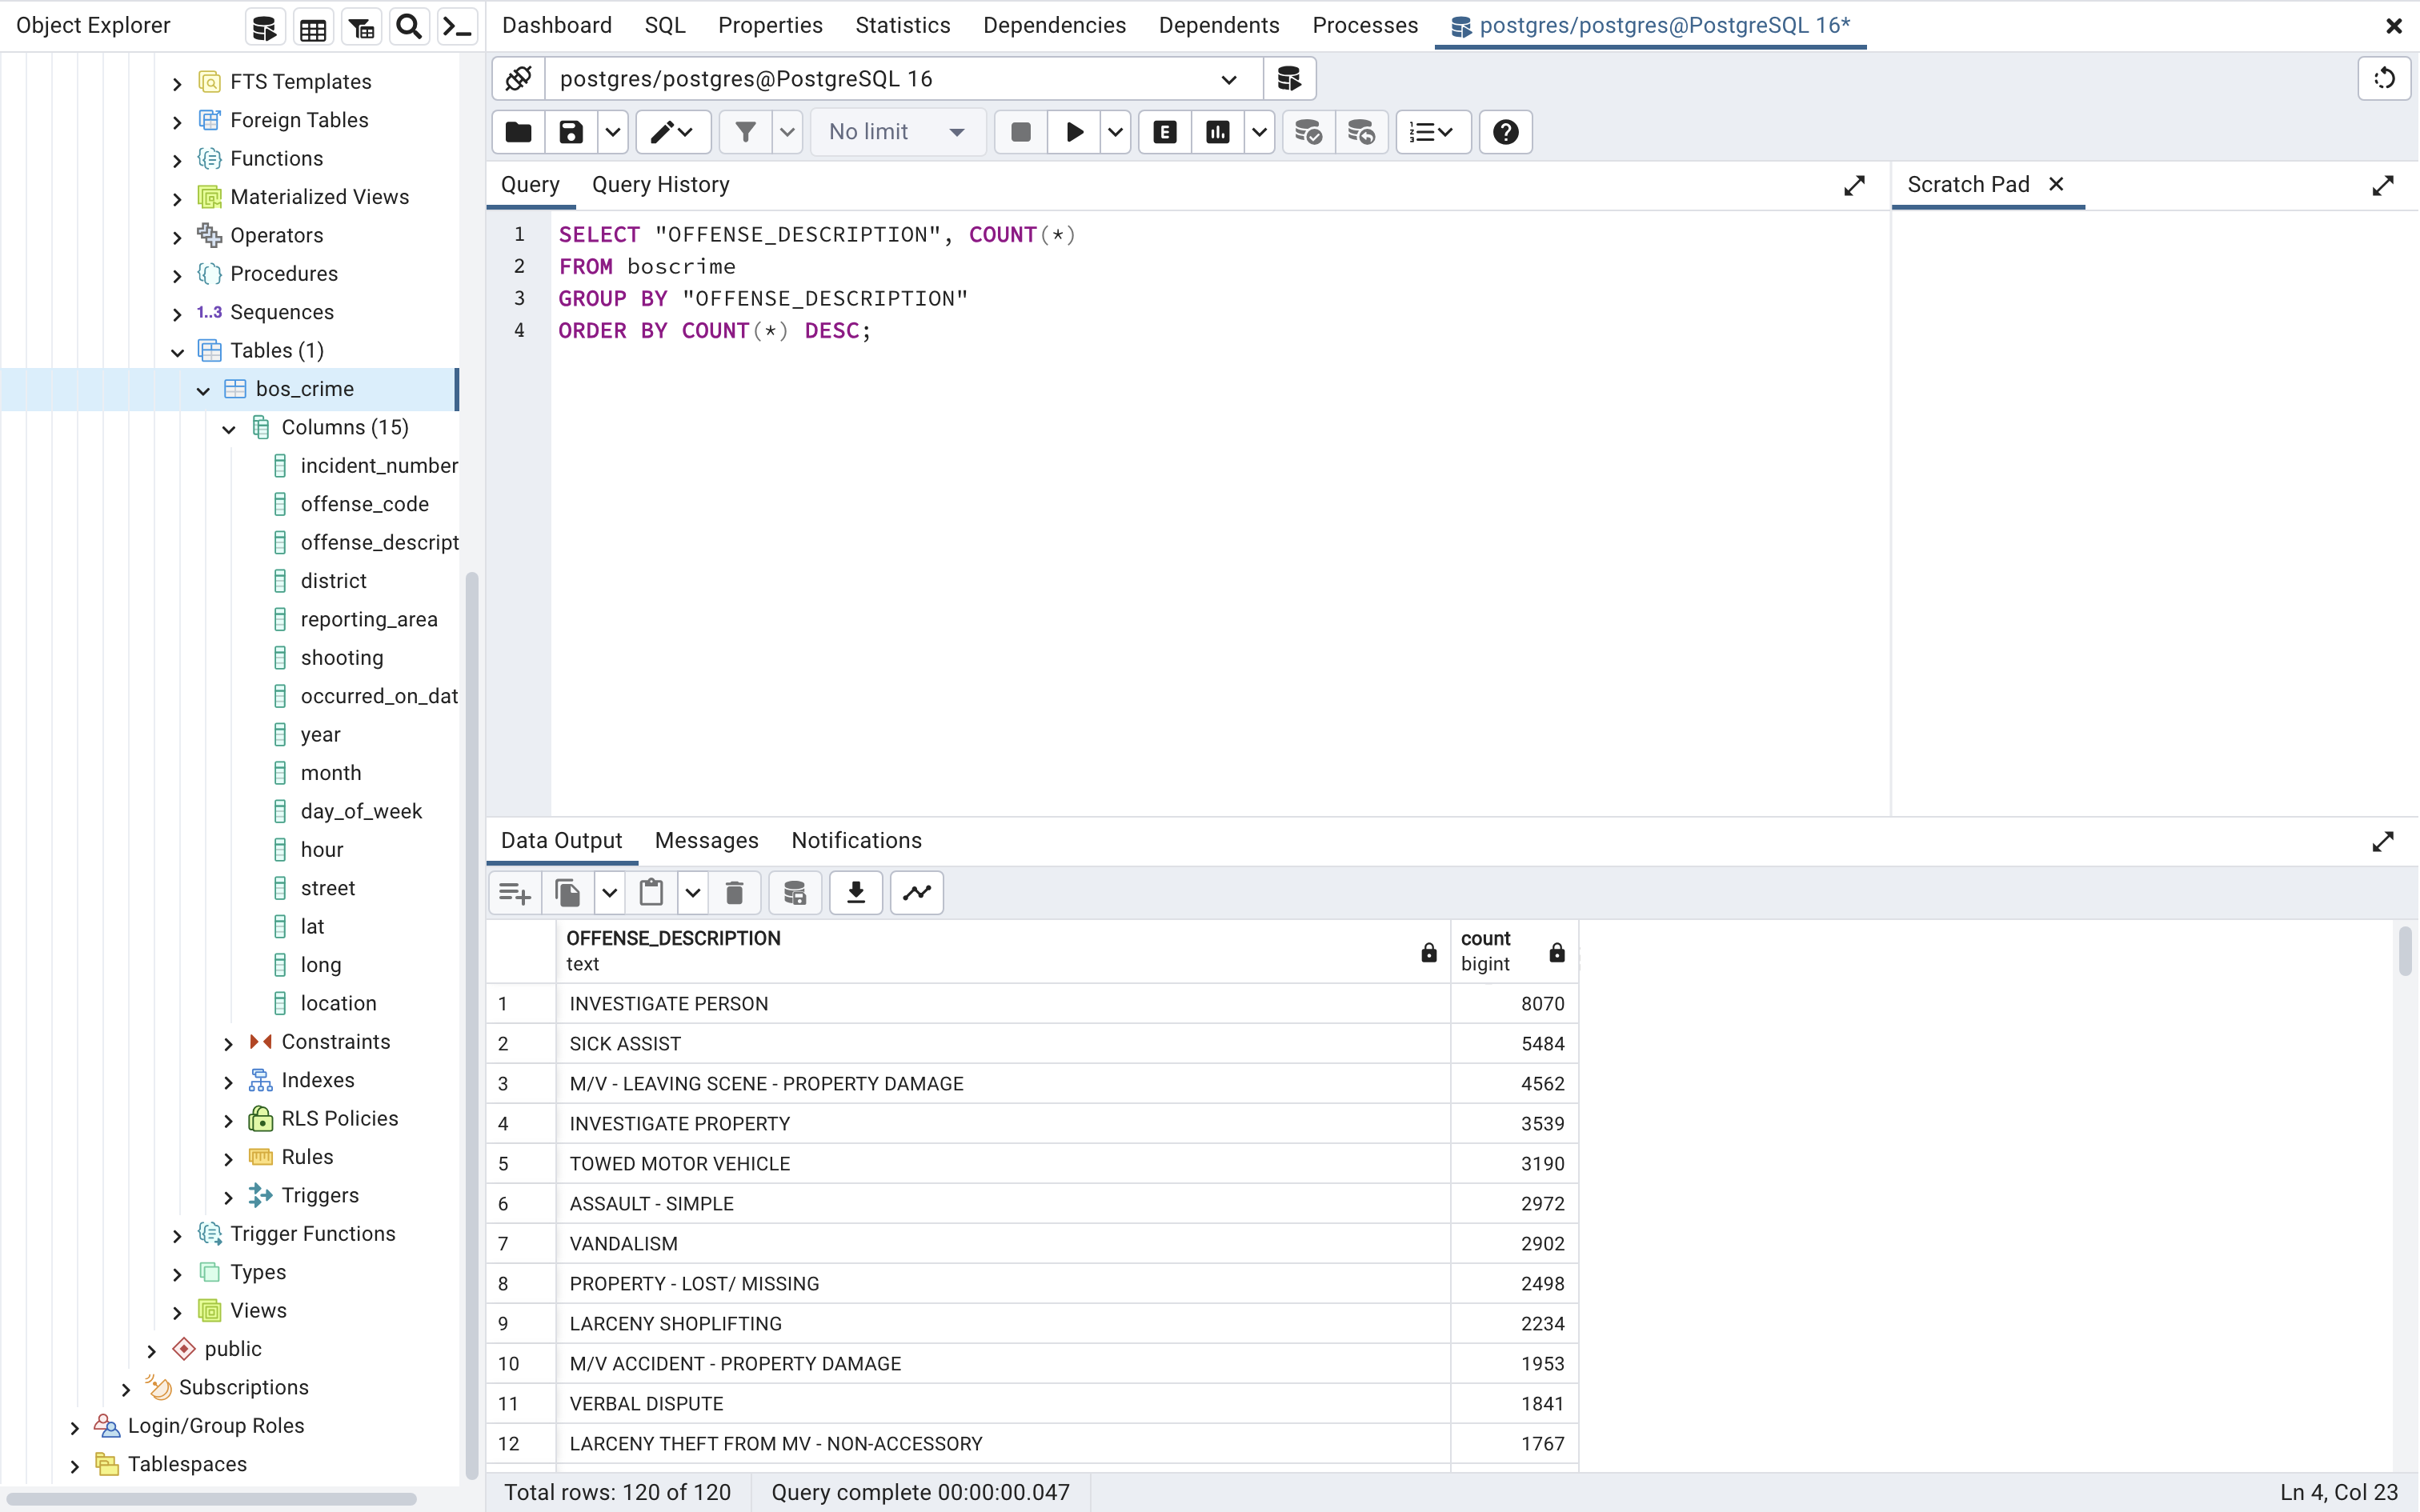 Object Explorer
Dashboard SQL Properties Statistics Dependencies Dependents Processes postgres/postgres@PostgreSQL 16*
FTS Templates
Foreign Tables
Functions
Materialized Views
Operators
Procedures
1..3 Sequences
Tables (1)
bos_crime
Columns (15)
incident_number
offense_code
offense_descript
district
reporting_area
shooting
occurred_on_dat
year
month
day_of_week
hour
street
lat
long
location
Constraints
Indexes
RLS Policies
Rules
Triggers
Trigger Functions
Types
Views
public
Subscriptions
Login/Group Roles
Tablespaces
postgres/postgres@PostgreSQL 16
No limit
E
Query Query History
Scratch Pad
1 SELECT "OFFENSE_DESCRIPTION", COUNT(*)
2 FROM boscrime
3 GROUP BY "OFFENSE_DESCRIPTION"
4 ORDER BY COUNT(*) DESC;
Data Output Messages Notifications
OFFENSE_DESCRIPTION count
text bigint
1 INVESTIGATE PERSON 8070
2 SICK ASSIST 5484
3 M/V - LEAVING SCENE - PROPERTY DAMAGE 4562
4 INVESTIGATE PROPERTY 3539
5 TOWED MOTOR VEHICLE 3190
6 ASSAULT - SIMPLE 2972
7 VANDALISM 2902
8 PROPERTY - LOST/ MISSING 2498
9 LARCENY SHOPLIFTING 2234
10 M/V ACCIDENT - PROPERTY DAMAGE 1953
11 VERBAL DISPUTE 1841
12 LARCENY THEFT FROM MV - NON-ACCESSORY 1767
Total rows: 120 of 120 Query complete 00:00:00.047 Ln 4, Col 23